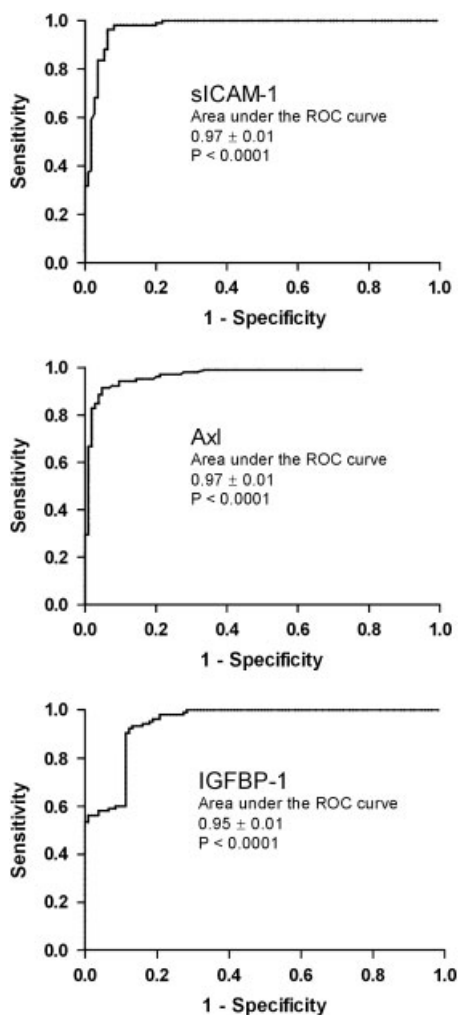 1.0
0.8
0.6
0.4
0.2
0.0
Sensitivity
sICAM-1
Area under the ROC curve
0.97 ± 0.01
P < 0.0001
0.0 0.2 0.4 0.6 0.8 1.0
1 - Specificity
1.0
0.8
0.6
0.4
0.2
0.0
Sensitivity
Axl
Area under the ROC curve
0.97 ± 0.01
P < 0.0001
0.0 0.2 0.4 0.6 0.8 1.0
1 - Specificity
1.0
0.8
0.6
0.4
0.2
0.0
Sensitivity
IGFBP-1
Area under the ROC curve
0.95 ± 0.01
P < 0.0001
0.0 0.2 0.4 0.6 0.8 1.0
1 - Specificity